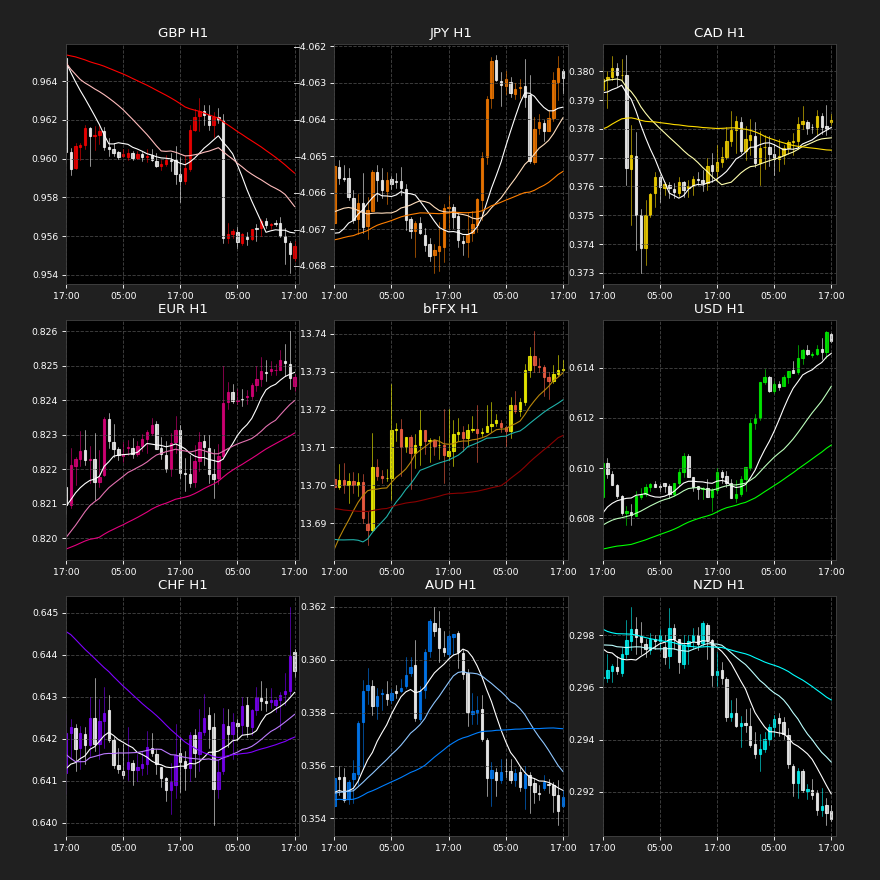 GBP H1
0.964
0.962
0.960
0.958
0.956
0.954
17:00 05:00 17:00 05:00 17:00
JPY H1
−4.062
−4.063
−4.064
−4.065
−4.066
−4.067
−4.068
17:00 05:00 17:00 05:00 17:00
CAD H1
0.380
0.379
0.378
0.377
0.376
0.375
0.374
0.373
17:00 05:00 17:00 05:00 17:00
EUR H1
0.826
0.825
0.824
0.823
0.822
0.821
0.820
17:00 05:00 17:00 05:00 17:00
bFFX H1
13.74
13.73
13.72
13.71
13.70
13.69
17:00 05:00 17:00 05:00 17:00
USD H1
0.614
0.612
0.610
0.608
17:00 05:00 17:00 05:00 17:00
CHF H1
0.645
0.644
0.643
0.642
0.641
0.640
17:00 05:00 17:00 05:00 17:00
AUD H1
0.362
0.360
0.358
0.356
0.354
17:00 05:00 17:00 05:00 17:00
NZD H1
0.298
0.296
0.294
0.292
17:00 05:00 17:00 05:00 17:00